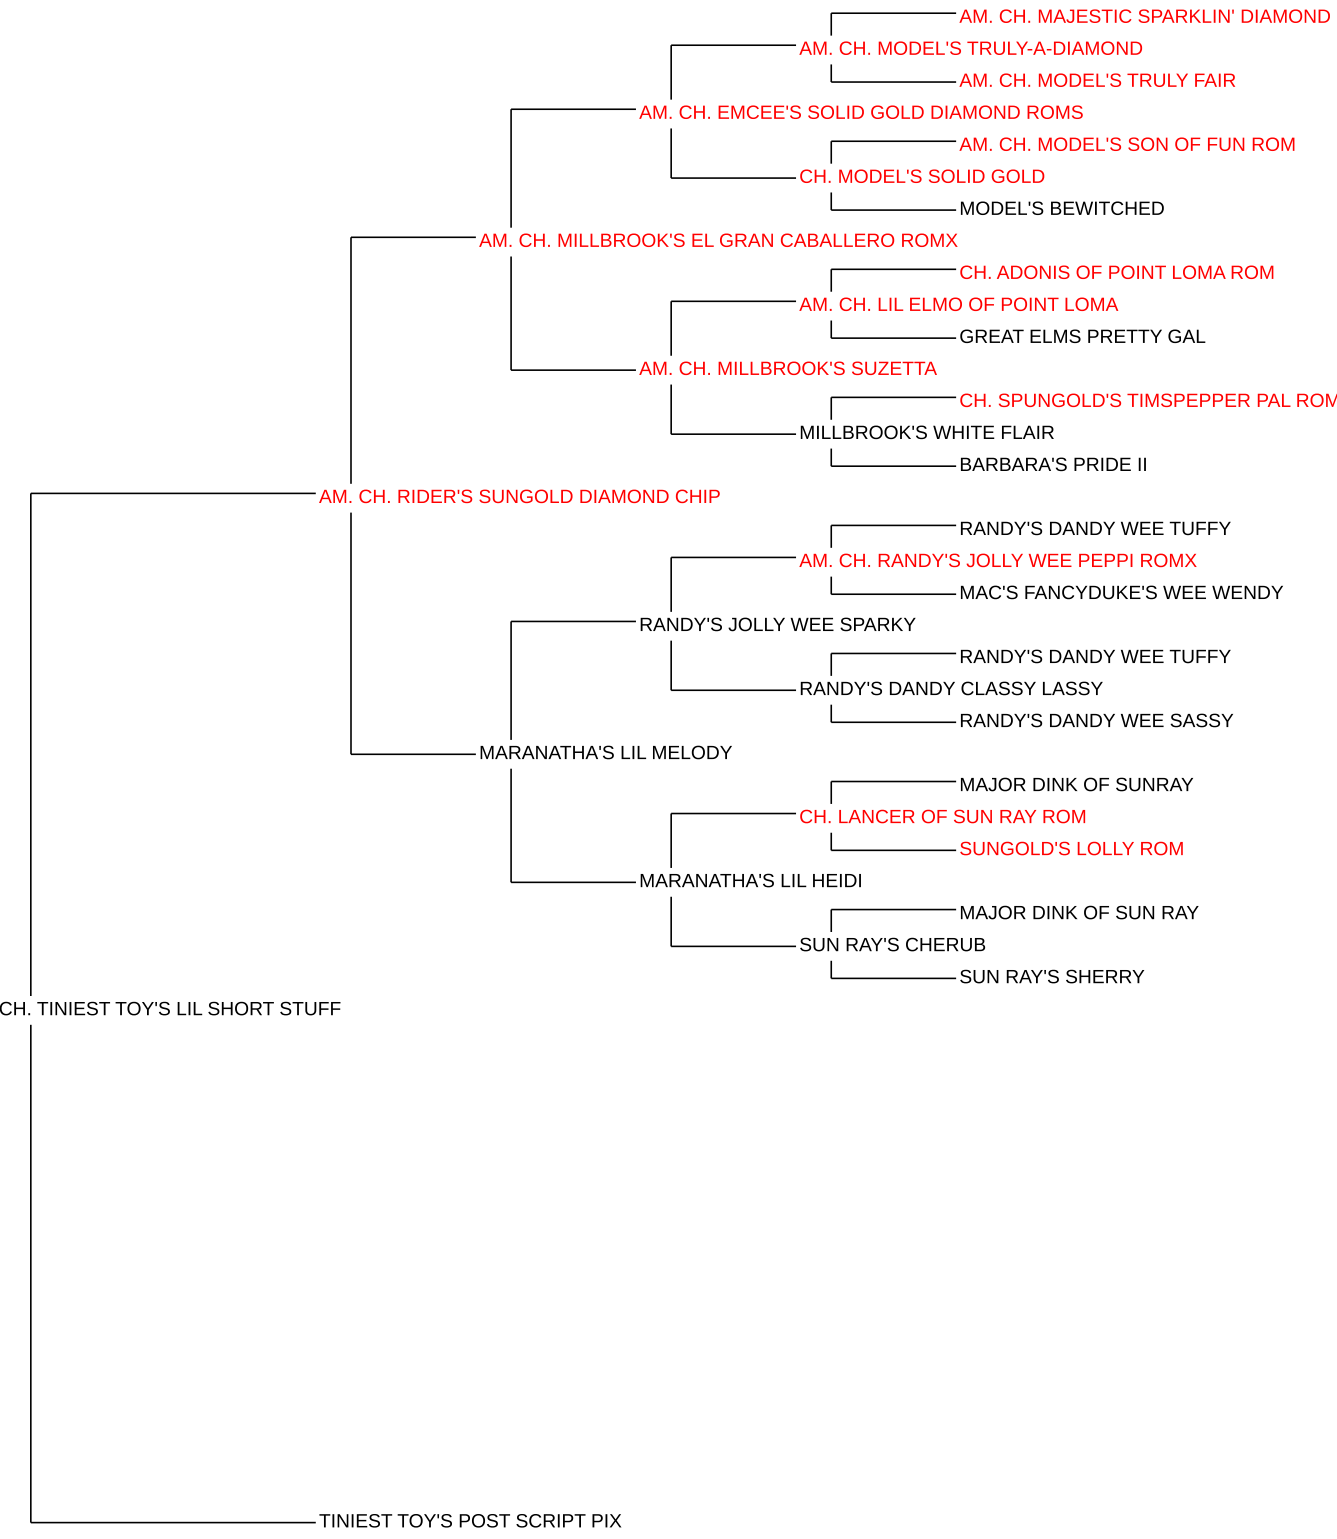 AM. CH. MAJESTIC SPARKLIN' DIAMOND
AM. CH. MODEL'S TRULY-A-DIAMOND
AM. CH. MODEL'S TRULY FAIR
AM. CH. EMCEE'S SOLID GOLD DIAMOND ROMS
AM. CH. MODEL'S SON OF FUN ROM
CH. MODEL'S SOLID GOLD
MODEL'S BEWITCHED
AM. CH. MILLBROOK'S EL GRAN CABALLERO ROMX
CH. ADONIS OF POINT LOMA ROM
AM. CH. LIL ELMO OF POINT LOMA
GREAT ELMS PRETTY GAL
AM. CH. MILLBROOK'S SUZETTA
CH. SPUNGOLD'S TIMSPEPPER PAL ROM
MILLBROOK'S WHITE FLAIR
BARBARA'S PRIDE II
AM. CH. RIDER'S SUNGOLD DIAMOND CHIP
RANDY'S DANDY WEE TUFFY
AM. CH. RANDY'S JOLLY WEE PEPPI ROMX
MAC'S FANCYDUKE'S WEE WENDY
RANDY'S JOLLY WEE SPARKY
RANDY'S DANDY WEE TUFFY
RANDY'S DANDY CLASSY LASSY
RANDY'S DANDY WEE SASSY
MARANATHA'S LIL MELODY
MAJOR DINK OF SUNRAY
CH. LANCER OF SUN RAY ROM
SUNGOLD'S LOLLY ROM
MARANATHA'S LIL HEIDI
MAJOR DINK OF SUN RAY
SUN RAY'S CHERUB
SUN RAY'S SHERRY
CH. TINIEST TOY'S LIL SHORT STUFF
TINIEST TOY'S POST SCRIPT PIX